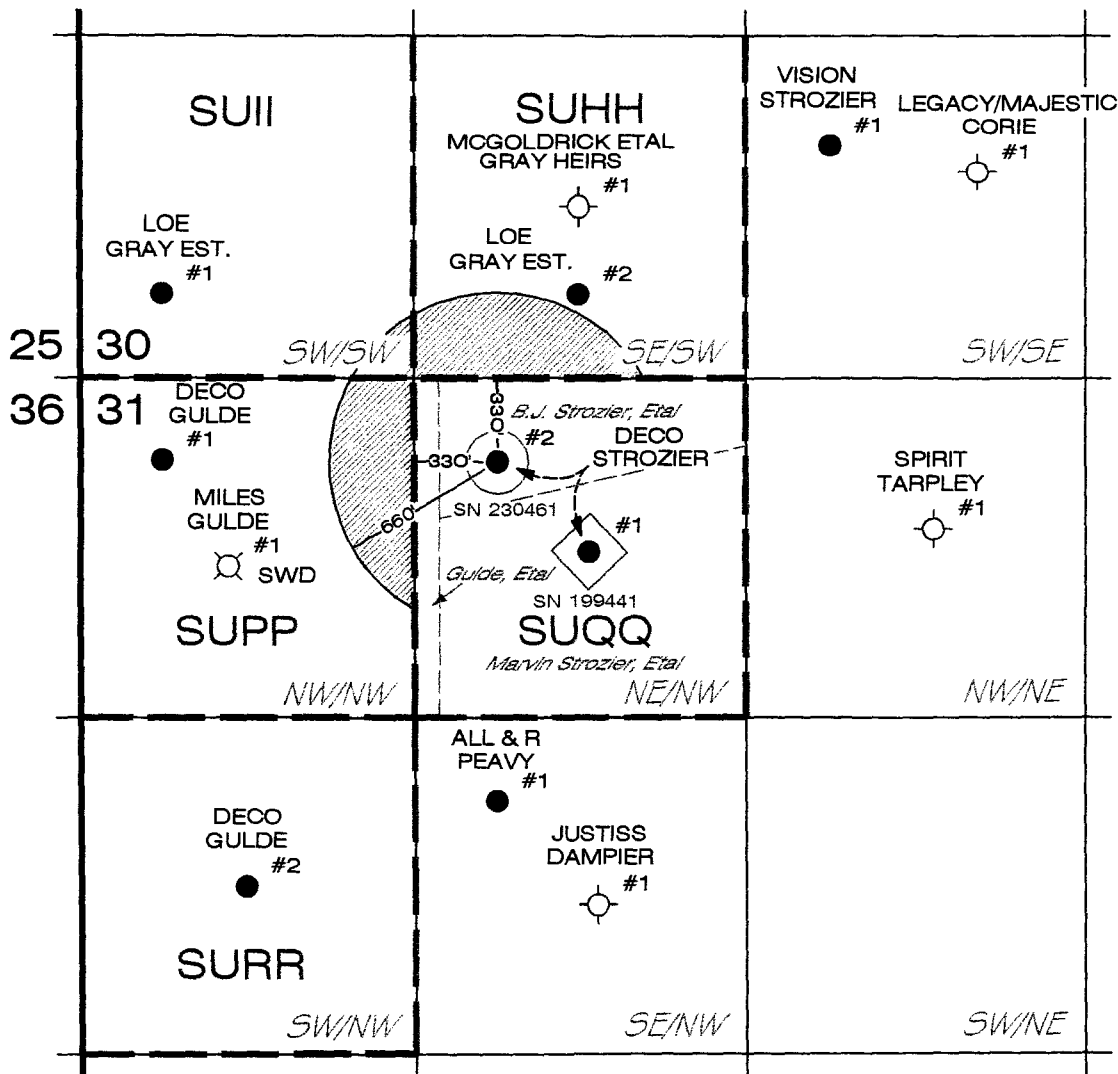 SUII
LOE
GRAY EST.
#1
SW/SW
SUHH
MCGOLDRICK ETAL
GRAY HEIRS
#1
LOE
GRAY EST.
#2
SE/SW
VISION
STROZIER
#1
LEGACY/MAJESTIC
CORIE
#1
SW/SE
25
30
36
31
DECO
GULDE
#1
MILES
GULDE
#1
SWD
SUPP
NW/NW
330'
330'
660'
B.J. Strozier, Etal
#2
DECO
STROZIER
SN 230461
#1
Gulde, Etal
SN 199441
SUQQ
Marvin Strozier, Etal
NE/NW
SPIRIT
TARPLEY
#1
NW/NE
DECO
GULDE
#2
SURR
SW/NW
ALL & R
PEAVY
#1
JUSTISS
DAMPIER
#1
SE/NW
SW/NE